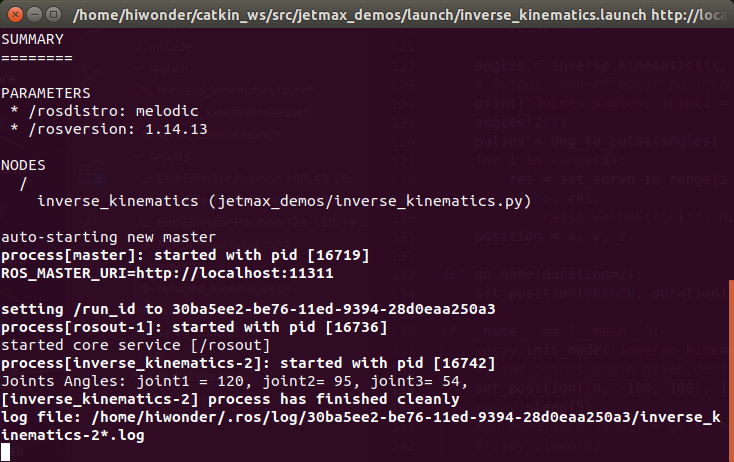 /home/hiwonder/catkin_ws/src/jetmax_demos/launch/inverse_kinematics.launch http://loca
SUMMARY
========
PARAMETERS
* /rosdistro: melodic
* /rosversion: 1.14.13
NODES
/
inverse_kinematics (jetmax_demos/inverse_kinematics.py)
auto-starting new master
process[master]: started with pid [16719]
ROS_MASTER_URI=http://localhost:11311
setting /run_id to 30ba5ee2-be76-11ed-9394-28d0eaa250a3
process[rosout-1]: started with pid [16736]
started core service [/rosout]
process[inverse_kinematics-2]: started with pid [16742]
Joints Angles: joint1 = 120, joint2= 95, joint3= 54,
[inverse_kinematics-2] process has finished cleanly
log file: /home/hiwonder/.ros/log/30ba5ee2-be76-11ed-9394-28d0eaa250a3/inverse_k
inematics-2*.log